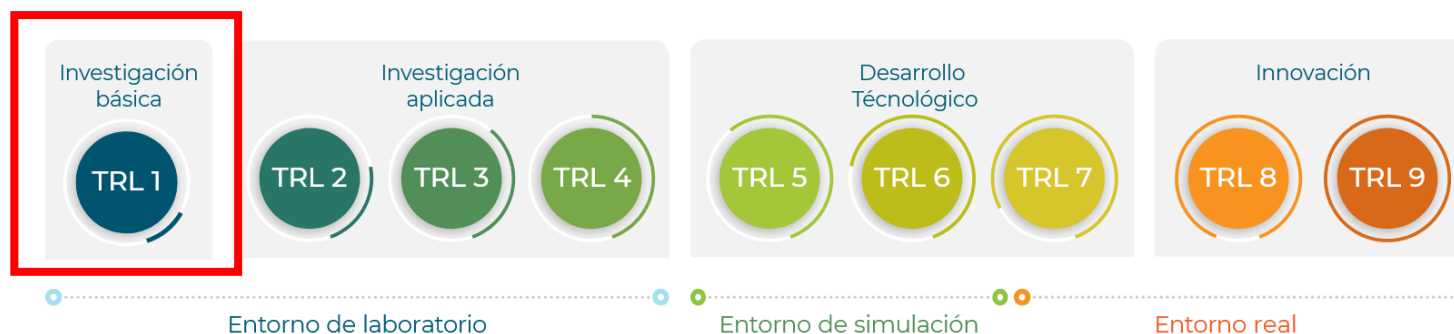 Investigación
básica
TRL 1
Investigación
aplicada
TRL 2
TRL 3
TRL 4
Desarrollo
Técnológico
TRL 5
TRL 6
TRL 7
Innovación
TRL 8
TRL 9
Entorno de laboratorio
Entorno de simulación
Entorno real